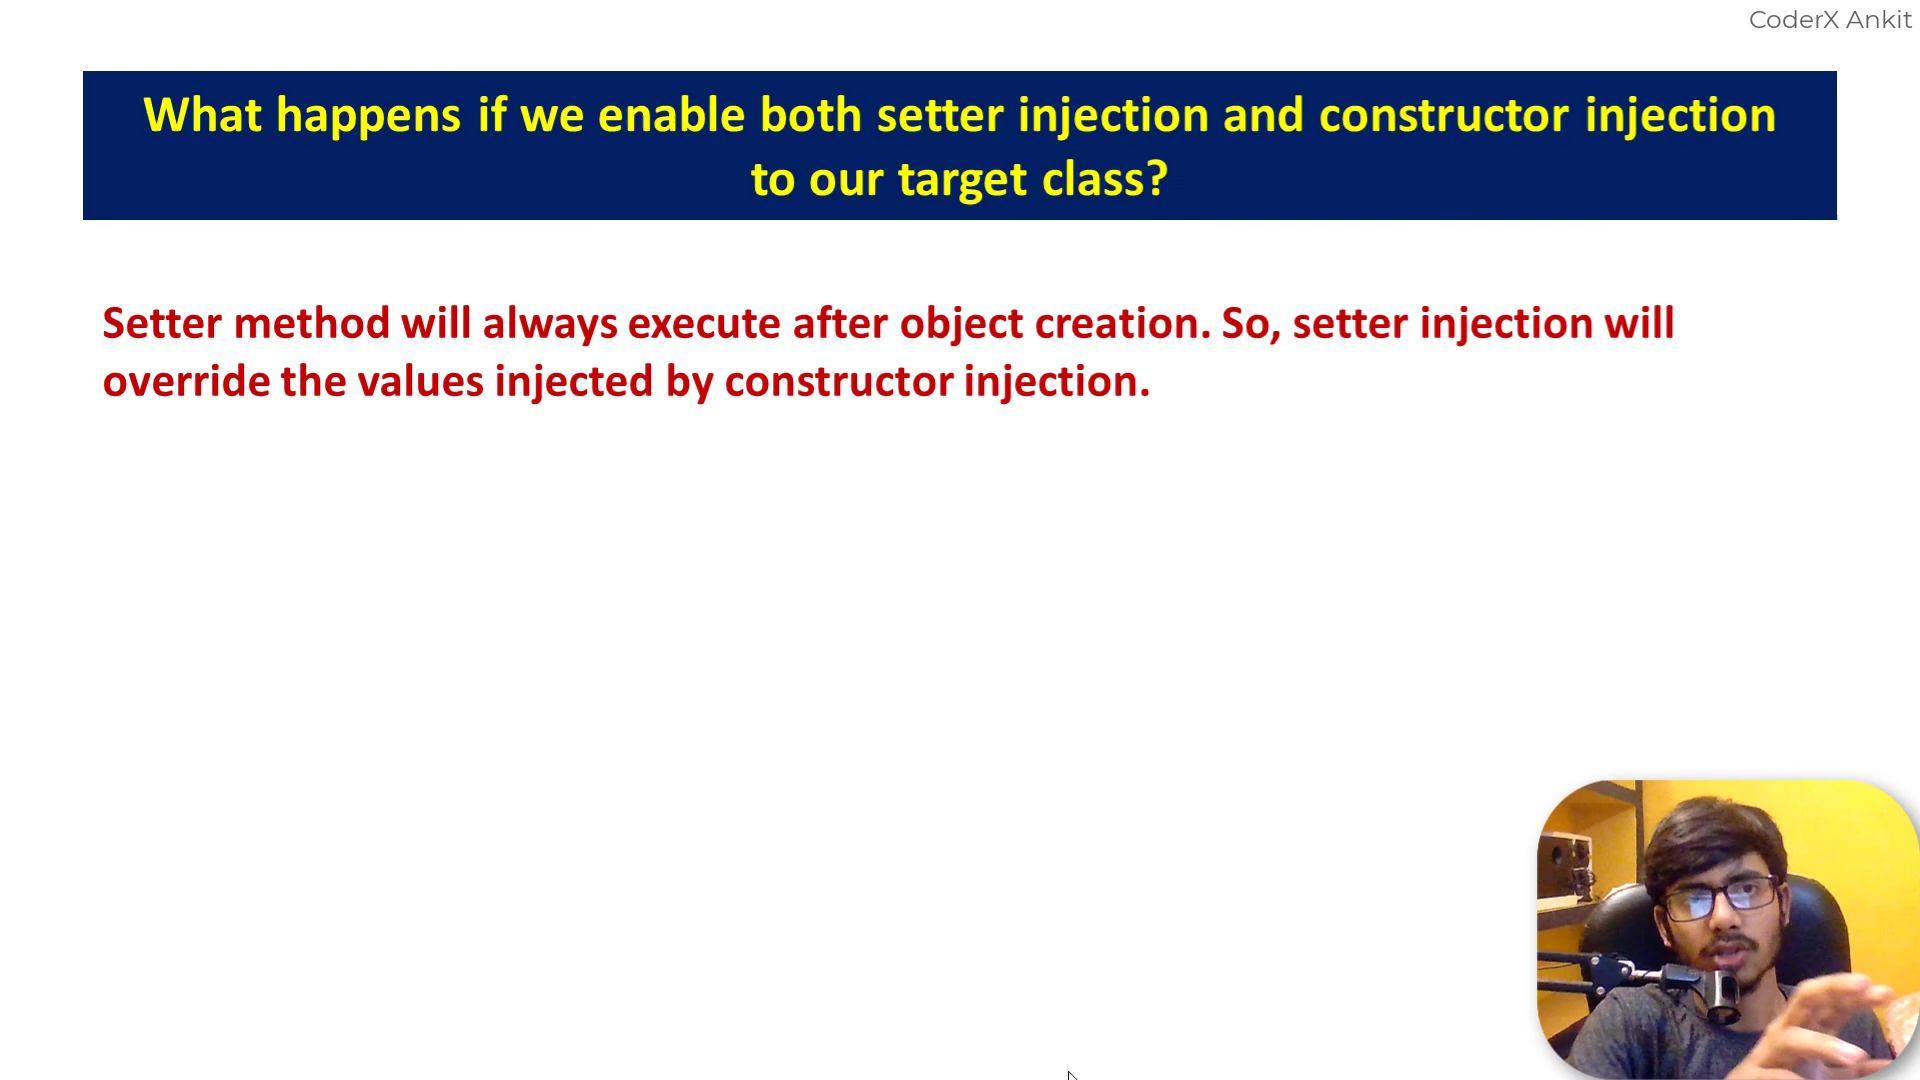 CoderX Ankit
What happens if we enable both setter injection and constructor injection
to our target class?
Setter method will always execute after object creation. So, setter injection will
override the values injected by constructor injection.